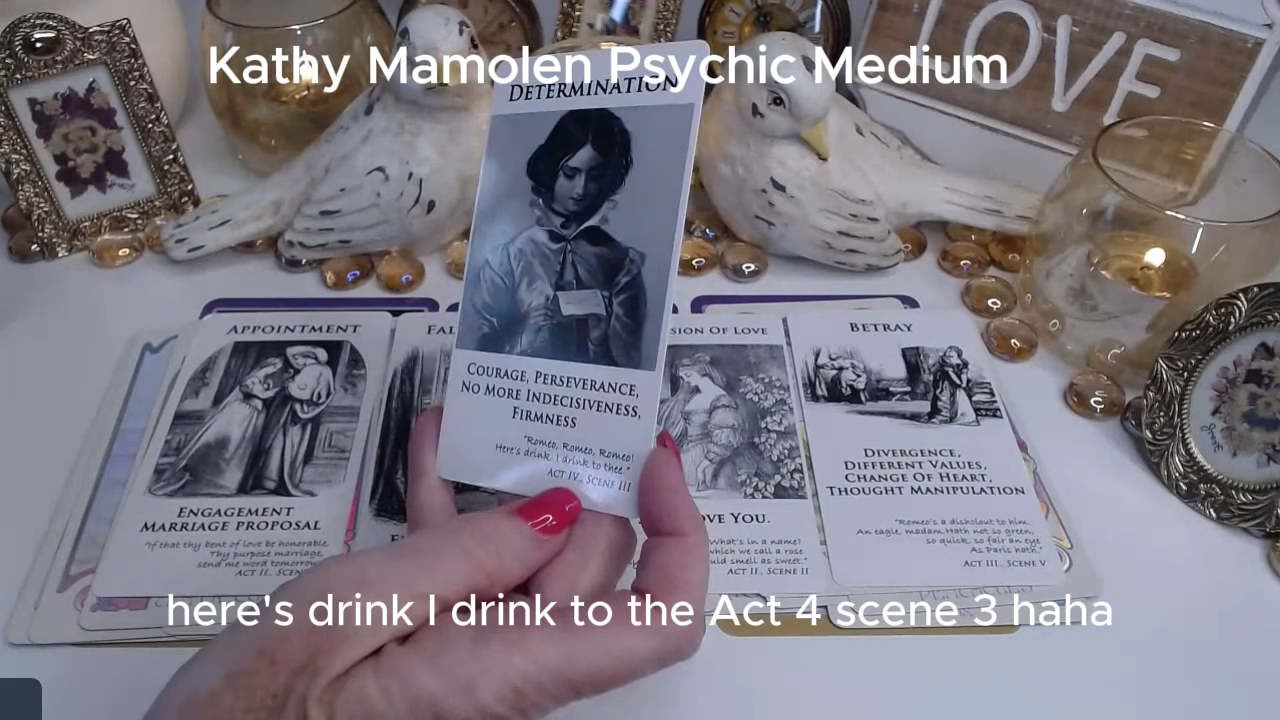 Kathy Mamolen Psychic Medium
LOVE
DETERMINATION
COURAGE, PERSEVERANCE,
NO MORE INDECISIVENESS,
FIRMNESS
"Romeo, Romeo, Romeo!
Here's drink. I drink to thee."
ACT IV., SCENE III
APPOINTMENT
ENGAGEMENT
MARRIAGE PROPOSAL
"If that thy bent of love be honorable,
Thy purpose marriage,
send me word tomorrow
ACT II., SCEN
FAL
SION OF LOVE
OVE YOU.
What's in a name?
which we call a rose
uld smell as sweet."
ACT II., SCENE II
BETRAY
DIVERGENCE,
DIFFERENT VALUES,
CHANGE OF HEART,
THOUGHT MANIPULATION
"Romeo's a dishclout to him.
An eagle, madam. Hath not so green,
so quick, so fair an eye
As Paris hath."
ACT III., SCENE V
here's drink I drink to the Act 4 scene 3 haha